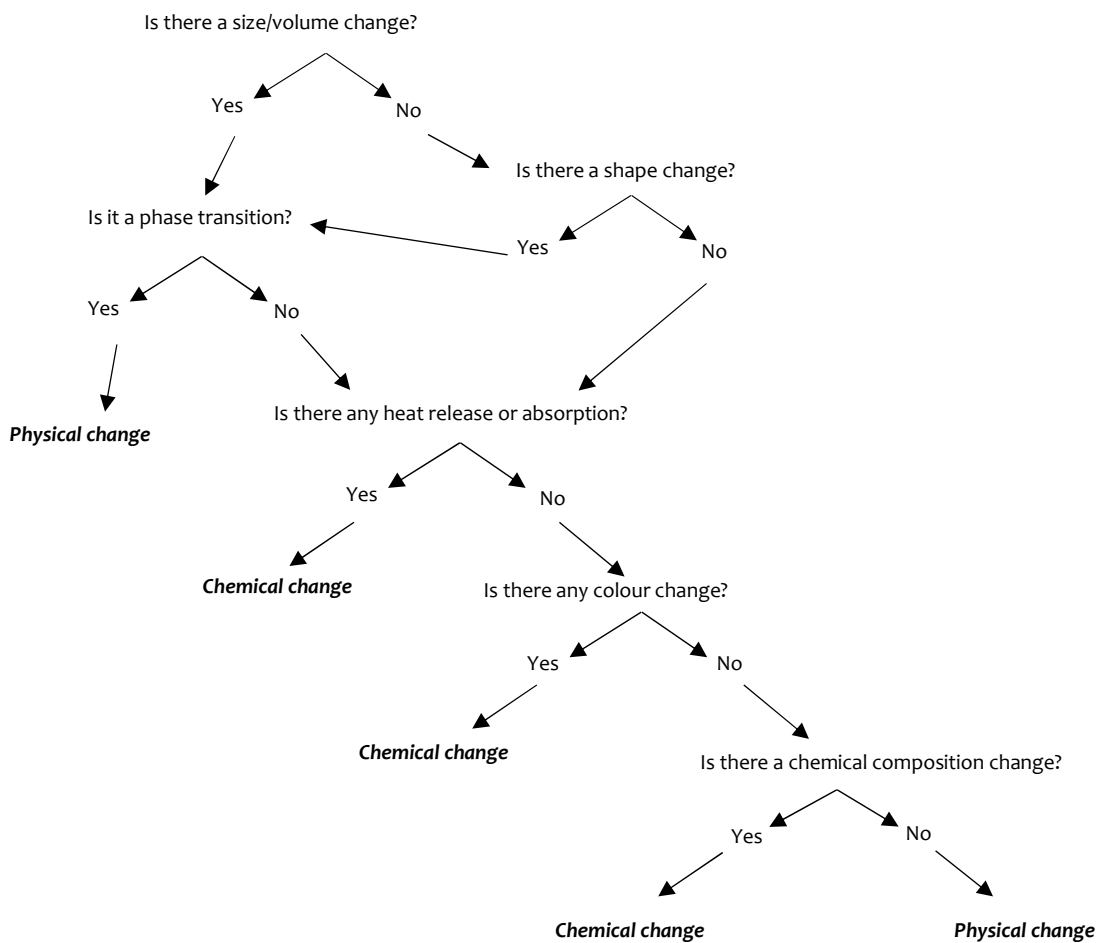 Is there a size/volume change?
Yes
No
Is there a shape change?
Is it a phase transition?
Yes
No
Yes
No
Is there any heat release or absorption?
Physical change
Yes
No
Chemical change
Is there any colour change?
Yes
No
Chemical change
Is there a chemical composition change?
Yes
No
Chemical change
Physical change